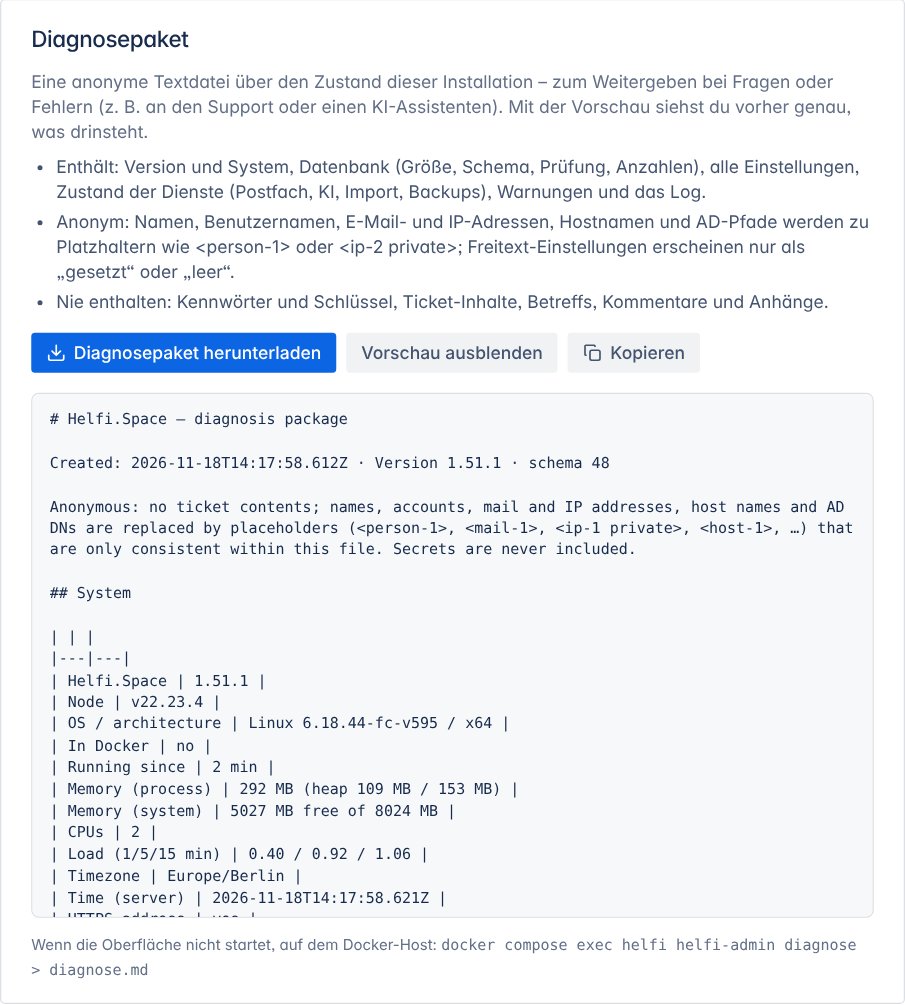 Diagnosepaket
Eine anonyme Textdatei über den Zustand dieser Installation – zum Weitergeben bei Fragen oder
Fehlern (z. B. an den Support oder einen KI-Assistenten). Mit der Vorschau siehst du vorher genau,
was drinsteht.
• Enthält: Version und System, Datenbank (Größe, Schema, Prüfung, Anzahlen), alle Einstellungen,
Zustand der Dienste (Postfach, KI, Import, Backups), Warnungen und das Log.
• Anonym: Namen, Benutzernamen, E-Mail- und IP-Adressen, Hostnamen und AD-Pfade werden zu
Platzhaltern wie <person-1> oder <ip-2 private>; Freitext-Einstellungen erscheinen nur als
„gesetzt“ oder „leer“.
• Nie enthalten: Kennwörter und Schlüssel, Ticket-Inhalte, Betreffs, Kommentare und Anhänge.
Diagnosepaket herunterladen Vorschau ausblenden Kopieren
# Helfi.Space — diagnosis package
Created: 2026-11-18T14:17:58.612Z · Version 1.51.1 · schema 48
Anonymous: no ticket contents; names, accounts, mail and IP addresses, host names and AD
DNs are replaced by placeholders (<person-1>, <mail-1>, <ip-1 private>, <host-1>, …) that
are only consistent within this file. Secrets are never included.
## System
| | |
|---|---|
| Helfi.Space | 1.51.1 |
| Node | v22.23.4 |
| OS / architecture | Linux 6.18.44-fc-v595 / x64 |
| In Docker | no |
| Running since | 2 min |
| Memory (process) | 292 MB (heap 109 MB / 153 MB) |
| Memory (system) | 5027 MB free of 8024 MB |
| CPUs | 2 |
| Load (1/5/15 min) | 0.40 / 0.92 / 1.06 |
| Timezone | Europe/Berlin |
| Time (server) | 2026-11-18T14:17:58.621Z |
| HTTPS address | yes |
Wenn die Oberfläche nicht startet, auf dem Docker-Host: docker compose exec helfi helfi-admin diagnose
> diagnose.md